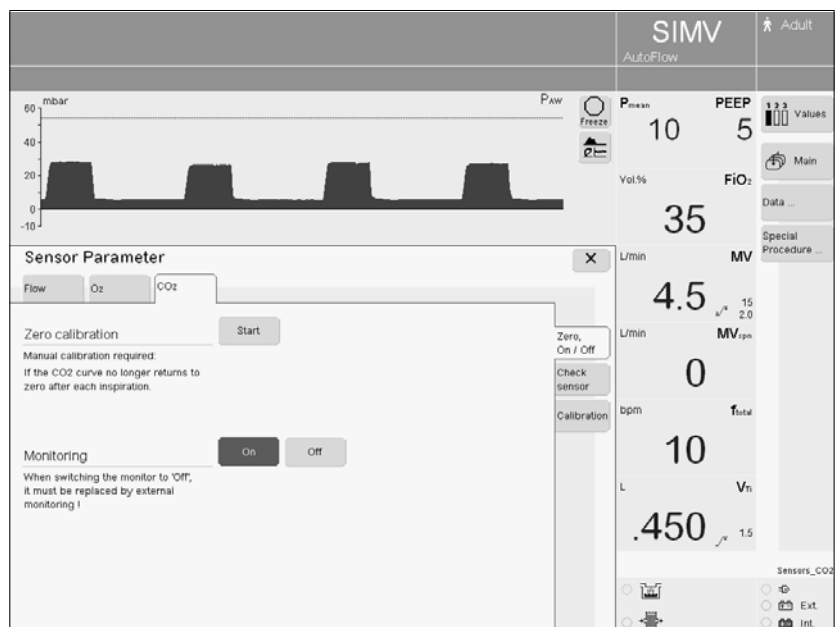 SIMV
AutoFlow
Adult
mbar
PAW
60
40
20
0
-10
Freeze
Pmean
PEEP
10
5
1 2 3
Values
Main
Vol.%
FiO2
35
Data ...
Special
Procedure ...
Sensor Parameter
X
Flow
O2
CO2
L/min
MV
4.5
15
2.0
Zero calibration
Start
Manual calibration required:
If the CO2 curve no longer returns to
zero after each inspiration.
Zero,
On / Off
Check
sensor
Calibration
L/min
MVspn
0
bpm
ftotal
10
Monitoring
On
Off
When switching the monitor to 'Off',
it must be replaced by external
monitoring !
L
VTi
.450
1.5
Sensors_CO2
Ext.
Int.